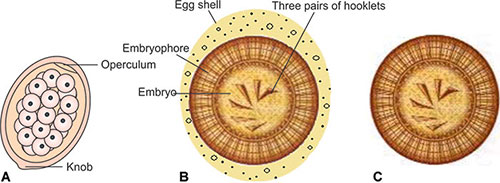 Egg shell
Three pairs of hooklets
Embryophore
Operculum
Embryo
Knob
A
B
C